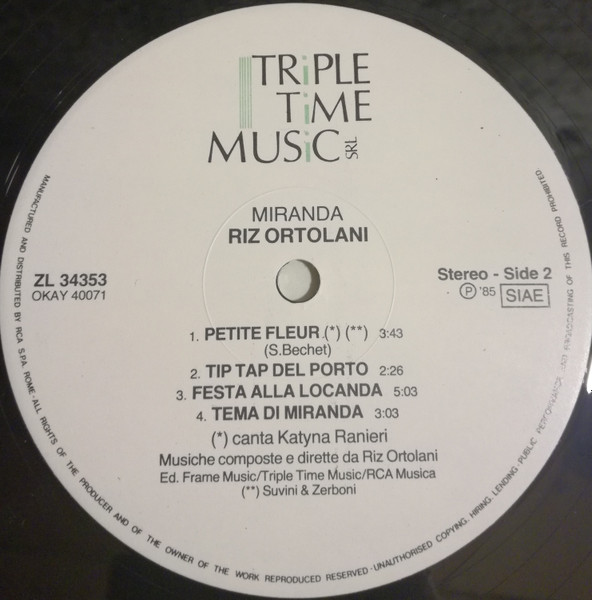 TRiPLE
TiME
MUSiC SRL
MIRANDA
RIZ ORTOLANI
ZL 34353
OKAY 40071
Stereo - Side 2
Ⓟ '85 SIAE
1. PETITE FLEUR (*) (**) 3:43
(S.Bechet)
2. TIP TAP DEL PORTO 2:26
3. FESTA ALLA LOCANDA 5:03
4. TEMA DI MIRANDA 3:03
(*) canta Katyna Ranieri
Musiche composte e dirette da Riz Ortolani
Ed. Frame Music/Triple Time Music/RCA Musica
(**) Suvini & Zerboni
MANUFACTURED AND DISTRIBUTED BY RCA S.P.A. ROME·ALL RIGHTS OF THE PRODUCER AND OF THE OWNER OF THE WORK REPRODUCED RESERVED·UNAUTHORISED COPYING, HIRING, LENDING, PUBLIC PERFORMANCE AND BROADCASTING OF THIS RECORD PROHIBITED